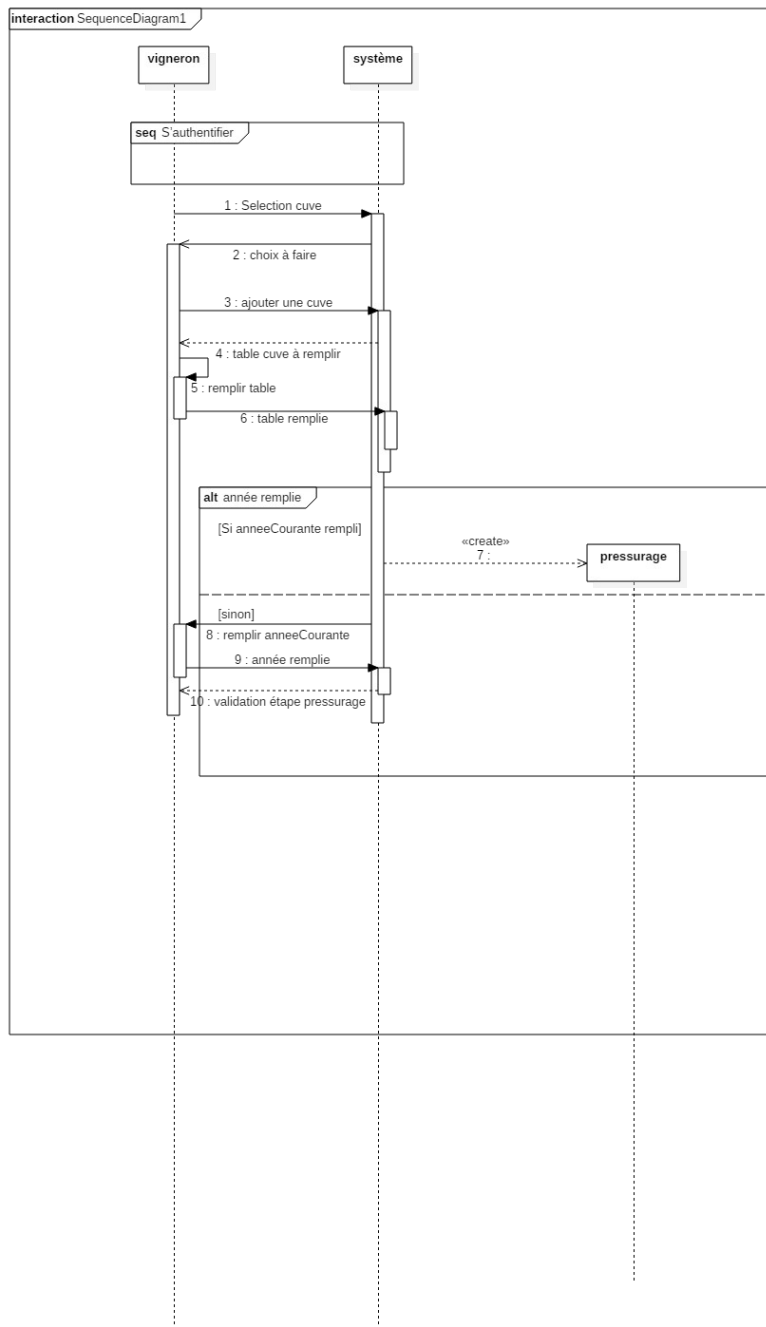 interaction SequenceDiagram1
vigneron
système
seq S'authentifier
1 : Selection cuve
2 : choix à faire
3 : ajouter une cuve
4 : table cuve à remplir
5 : remplir table
6 : table remplie
alt année remplie
[Si anneeCourante rempli]
«create»
7 :
pressurage
[sinon]
8 : remplir anneeCourante
9 : année remplie
10 : validation étape pressurage